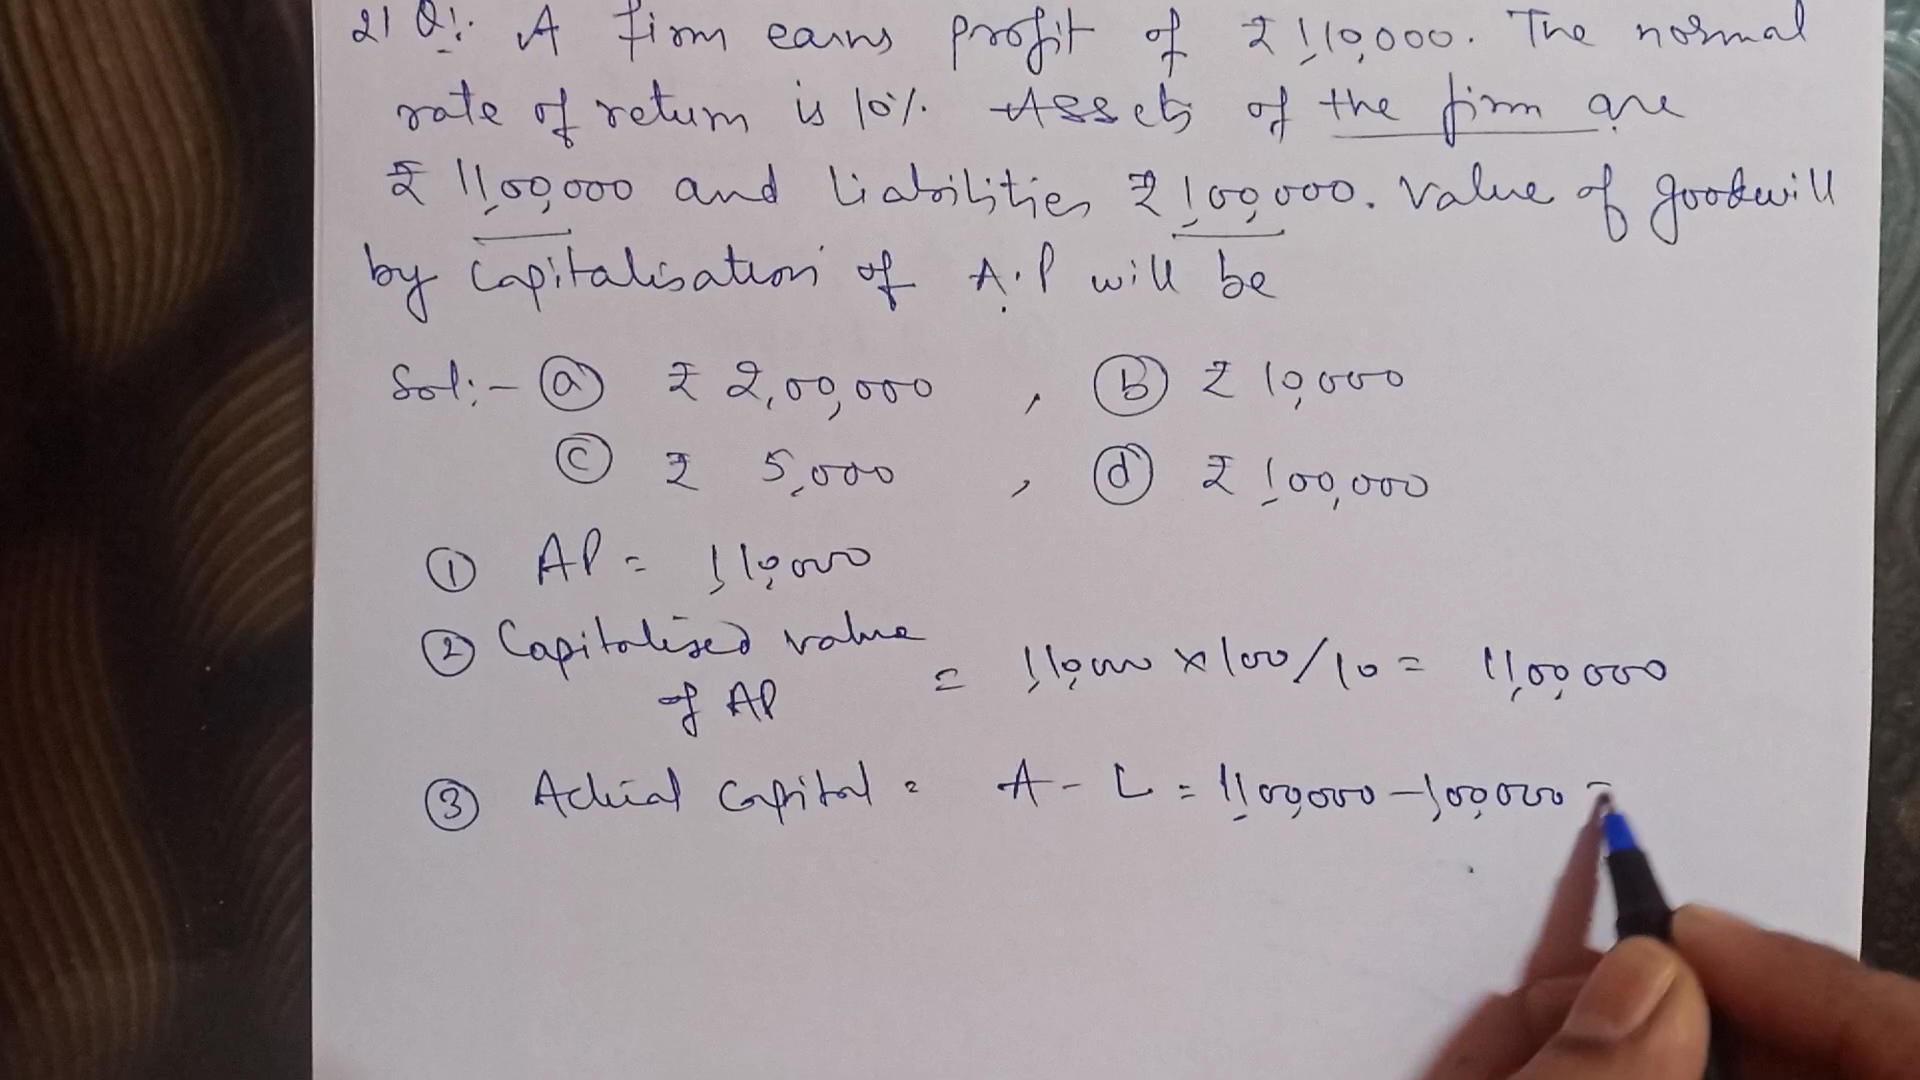 21 Q!: A firm earns profit of ₹ 1,10,000. The normal
rate of return is 10%. Assets of the firm are
₹ 11,00,000 and liabilities ₹ 1,00,000. Value of goodwill
by Capitalisation of A.P will be
Sol:- (a) ₹ 2,00,000 , (b) ₹ 10,000
(c) ₹ 5,000 , (d) ₹ 1,00,000
(1) AP = 1,10,000
(2) Capitalised value of AP = 1,10,000 × 100/10 = 11,00,000
(3) Actual Capital = A - L = 11,00,000 - 1,00,000 =